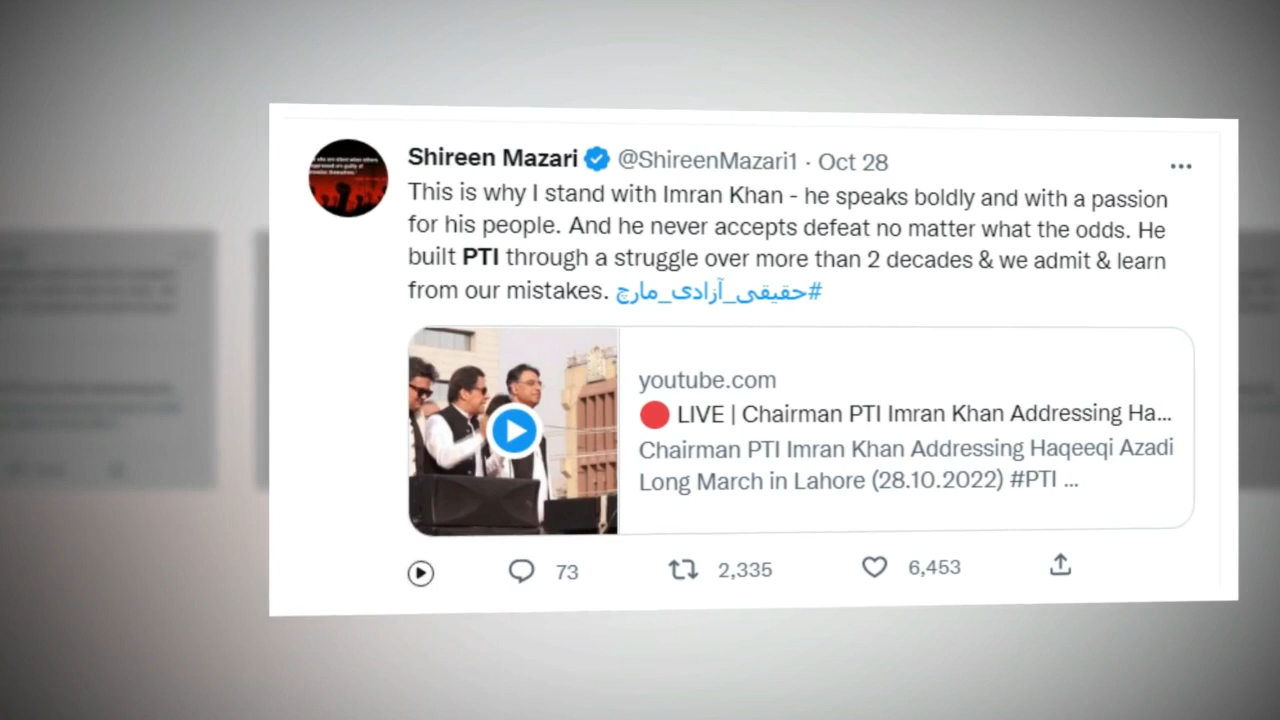 Shireen Mazari @ShireenMazari1 · Oct 28
This is why I stand with Imran Khan - he speaks boldly and with a passion
for his people. And he never accepts defeat no matter what the odds. He
built PTI through a struggle over more than 2 decades & we admit & learn
from our mistakes. #حقیقی_آزادی_مارچ
youtube.com
LIVE | Chairman PTI Imran Khan Addressing Ha...
Chairman PTI Imran Khan Addressing Haqeeqi Azadi
Long March in Lahore (28.10.2022) #PTI ...
73 2,335 6,453